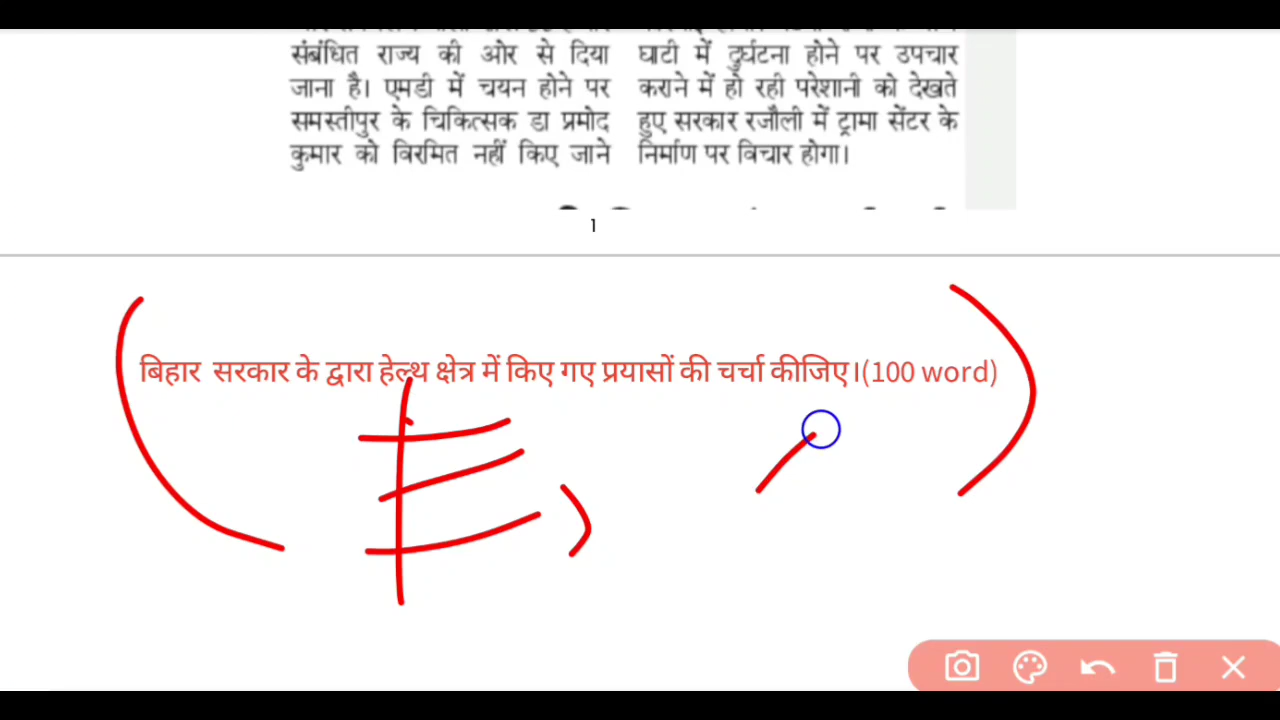 संबंधित राज्य की ओर से दिया
जाना है। एमडी में चयन होने पर
समस्तीपुर के चिकित्सक डा प्रमोद
कुमार को विरमित नहीं किए जाने
घाटी में दुर्घटना होने पर उपचार
कराने में हो रही परेशानी को देखते
हुए सरकार रजौली में ट्रामा सेंटर के
निर्माण पर विचार होगा।
1
बिहार सरकार के द्वारा हेल्थ क्षेत्र में किए गए प्रयासों की चर्चा कीजिए।(100 word)